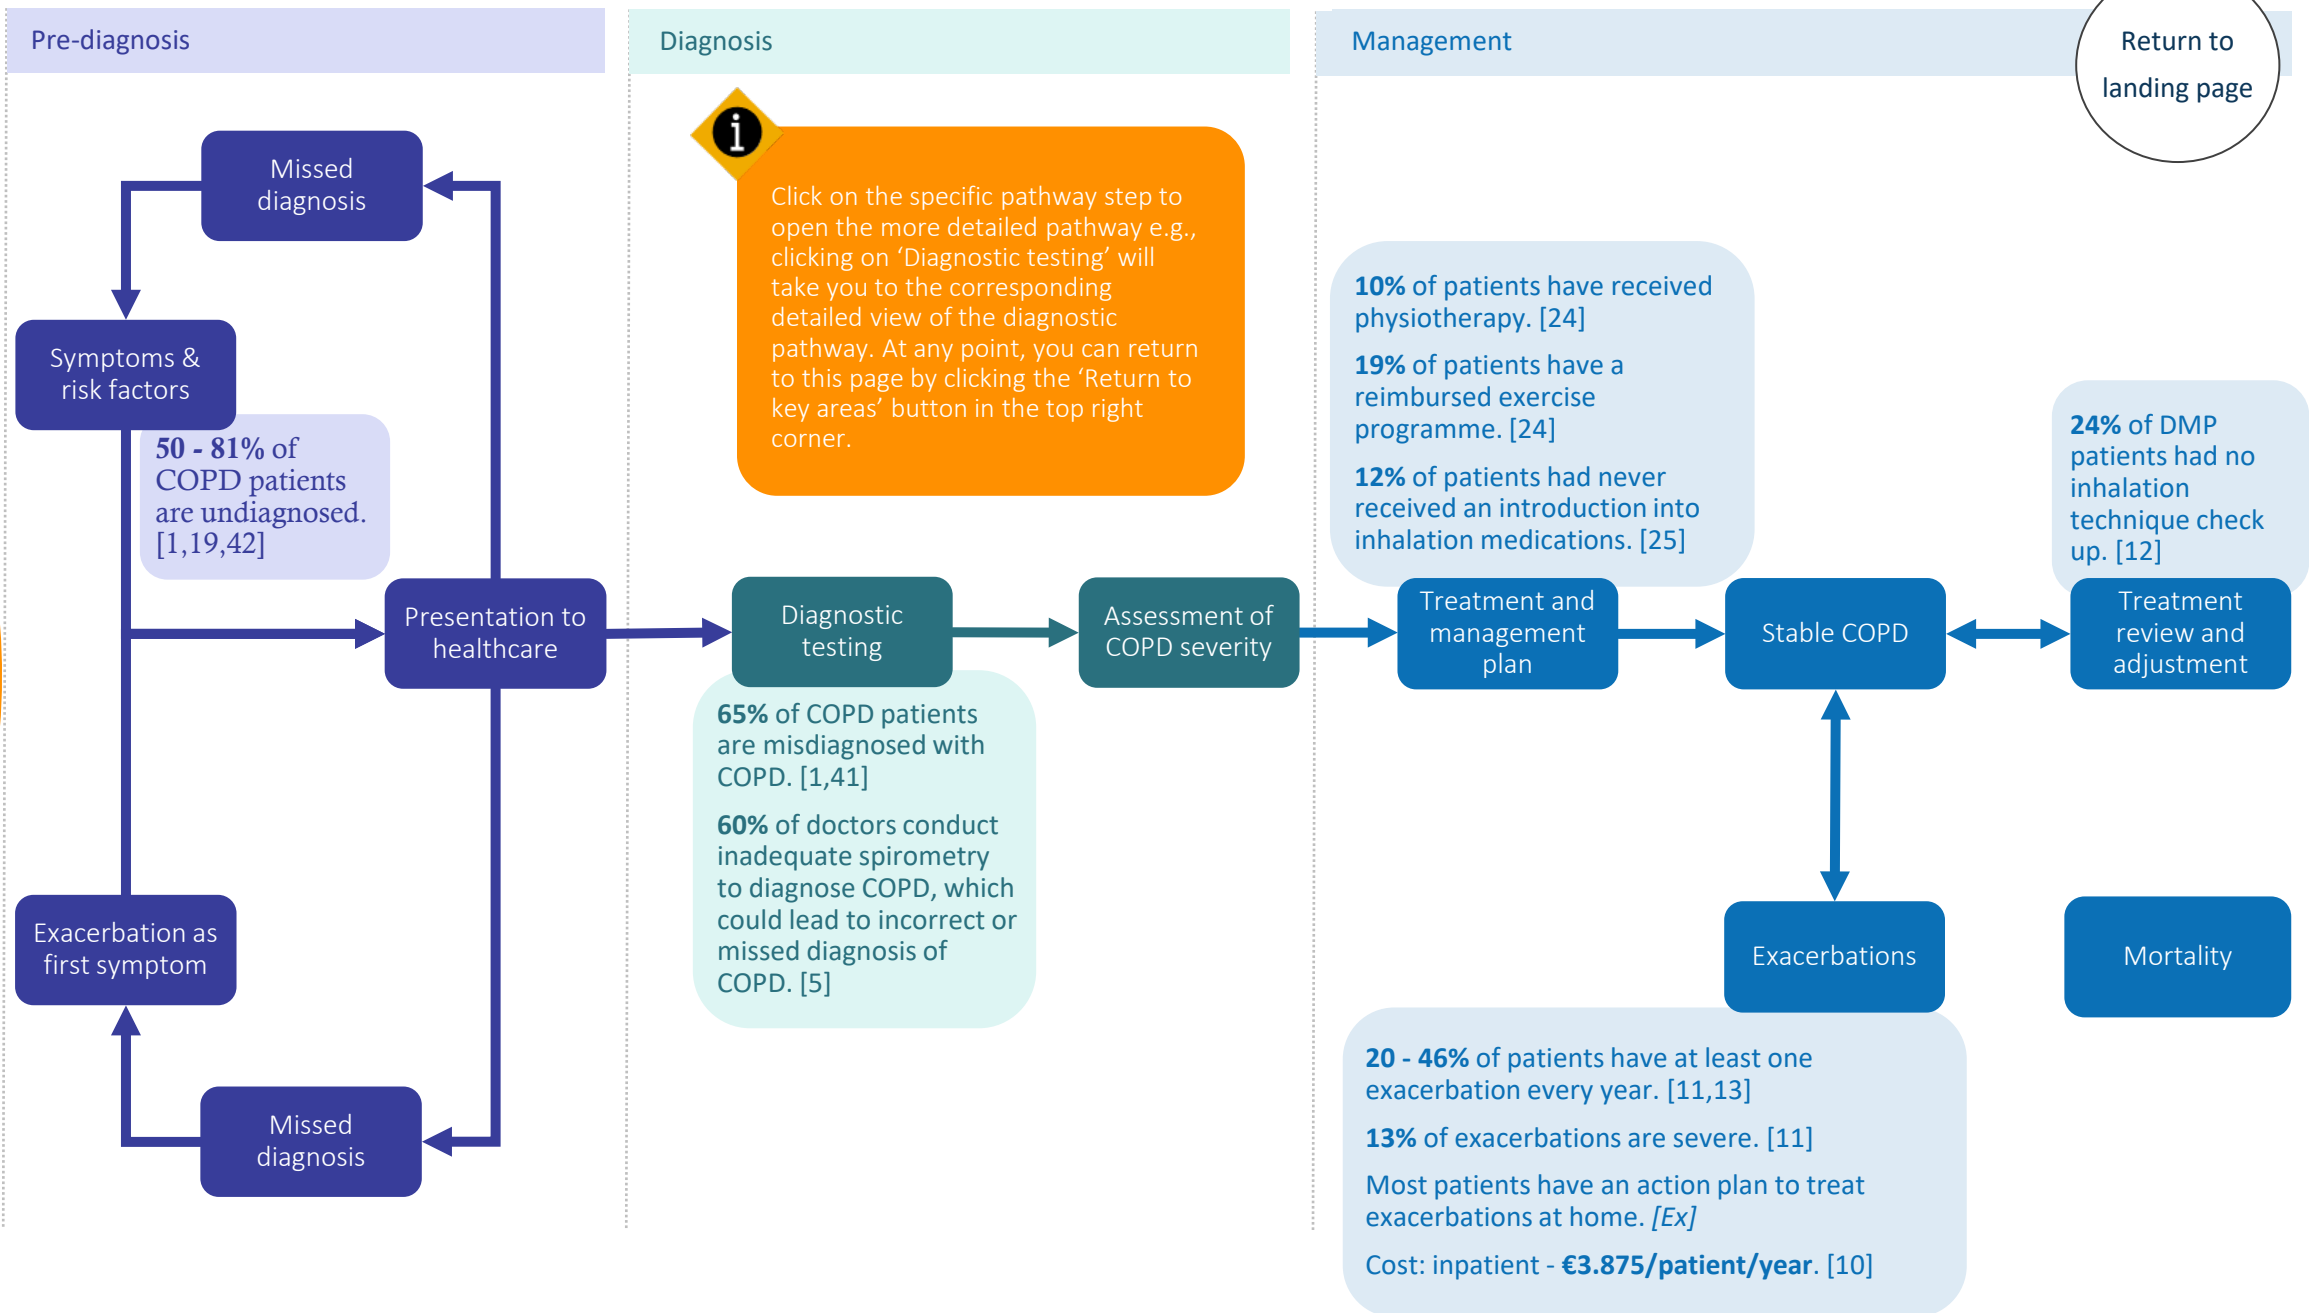 Pre-diagnosis
Diagnosis
Management
Return to
landing page
Missed
diagnosis
Symptoms &
risk factors
50 - 81% of
COPD patients
are undiagnosed.
[1,19,42]
Presentation to
healthcare
Exacerbation as
first symptom
Missed
diagnosis
i
Click on the specific pathway step to
open the more detailed pathway e.g.,
clicking on ‘Diagnostic testing’ will
take you to the corresponding
detailed view of the diagnostic
pathway. At any point, you can return
to this page by clicking the ‘Return to
key areas’ button in the top right
corner.
Diagnostic
testing
Assessment of
COPD severity
65% of COPD patients
are misdiagnosed with
COPD. [1,41]
60% of doctors conduct
inadequate spirometry
to diagnose COPD, which
could lead to incorrect or
missed diagnosis of
COPD. [5]
10% of patients have received
physiotherapy. [24]
19% of patients have a
reimbursed exercise
programme. [24]
12% of patients had never
received an introduction into
inhalation medications. [25]
24% of DMP
patients had no
inhalation
technique check
up. [12]
Treatment and
management
plan
Stable COPD
Treatment
review and
adjustment
Exacerbations
Mortality
20 - 46% of patients have at least one
exacerbation every year. [11,13]
13% of exacerbations are severe. [11]
Most patients have an action plan to treat
exacerbations at home. [Ex]
Cost: inpatient - €3.875/patient/year. [10]